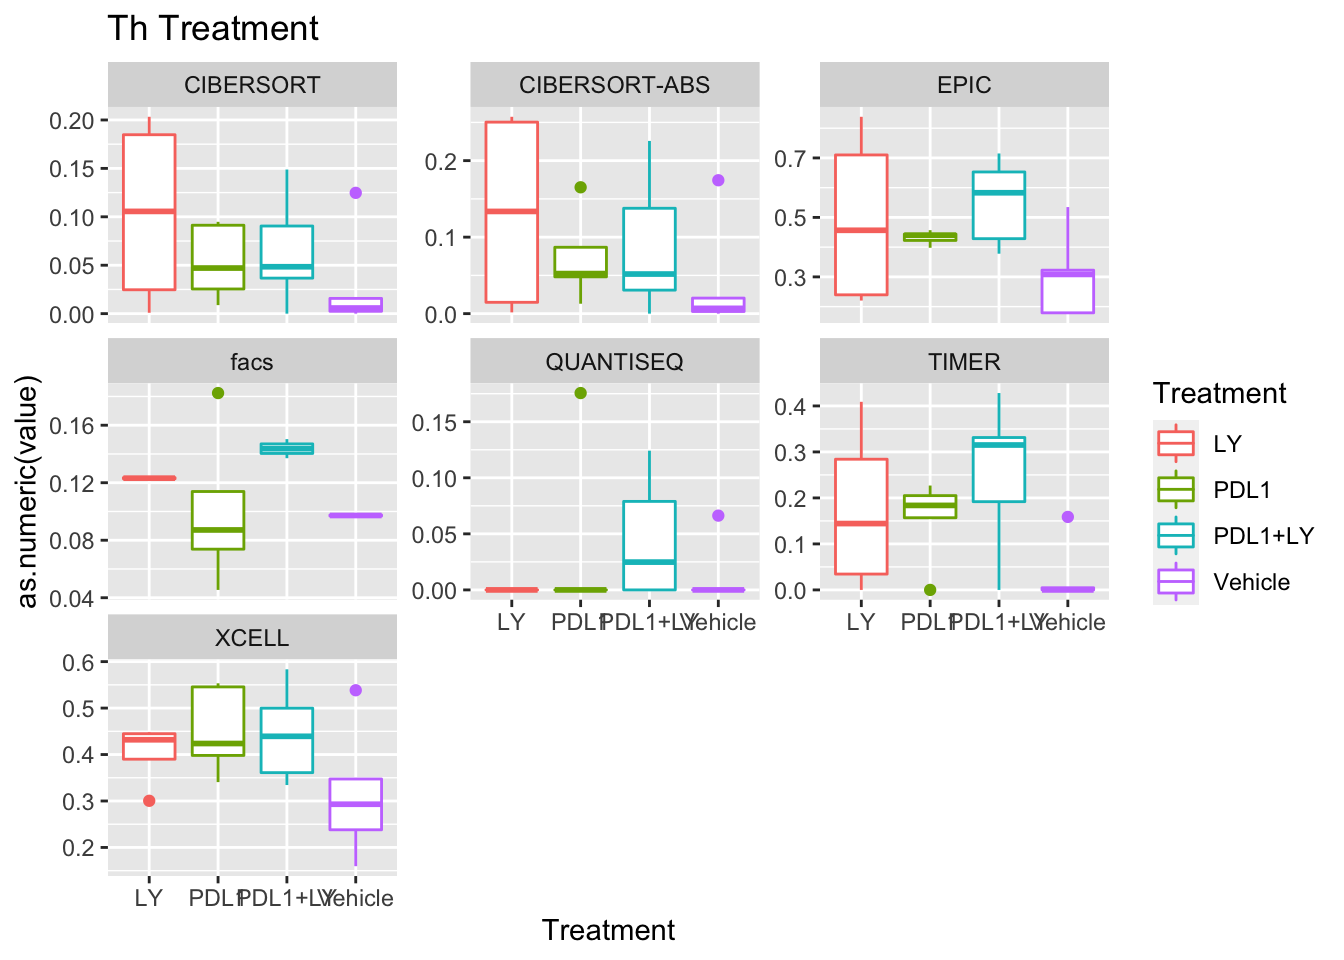 Th Treatment
CIBERSORT CIBERSORT-ABS EPIC
0.20
0.15
0.10
0.05
0.00
0.2
0.1
0.0
0.7
0.5
0.3
facs QUANTISEQ TIMER
0.16
0.12
0.08
0.04
0.15
0.10
0.05
0.00
0.4
0.3
0.2
0.1
0.0
LY PDL1 PDL1+LY Vehicle
LY PDL1 PDL1+LY Vehicle
XCELL
0.6
0.5
0.4
0.3
0.2
LY PDL1 PDL1+LY Vehicle
Treatment
as.numeric(value)
Treatment
LY
PDL1
PDL1+LY
Vehicle